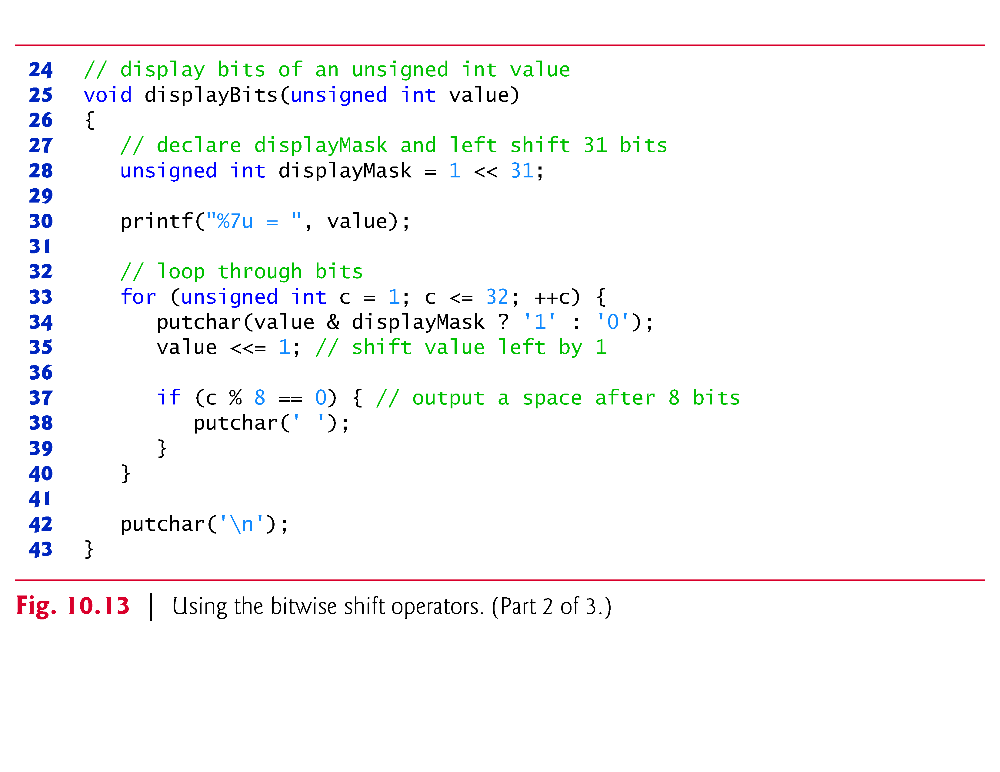 24 // display bits of an unsigned int value
25 void displayBits(unsigned int value)
26 {
27    // declare displayMask and left shift 31 bits
28    unsigned int displayMask = 1 << 31;
29
30    printf("%7u = ", value);
31
32    // loop through bits
33    for (unsigned int c = 1; c <= 32; ++c) {
34       putchar(value & displayMask ? '1' : '0');
35       value <<= 1; // shift value left by 1
36
37       if (c % 8 == 0) { // output a space after 8 bits
38          putchar(' ');
39       }
40    }
41
42    putchar('\n');
43 }
Fig. 10.13 | Using the bitwise shift operators. (Part 2 of 3.)